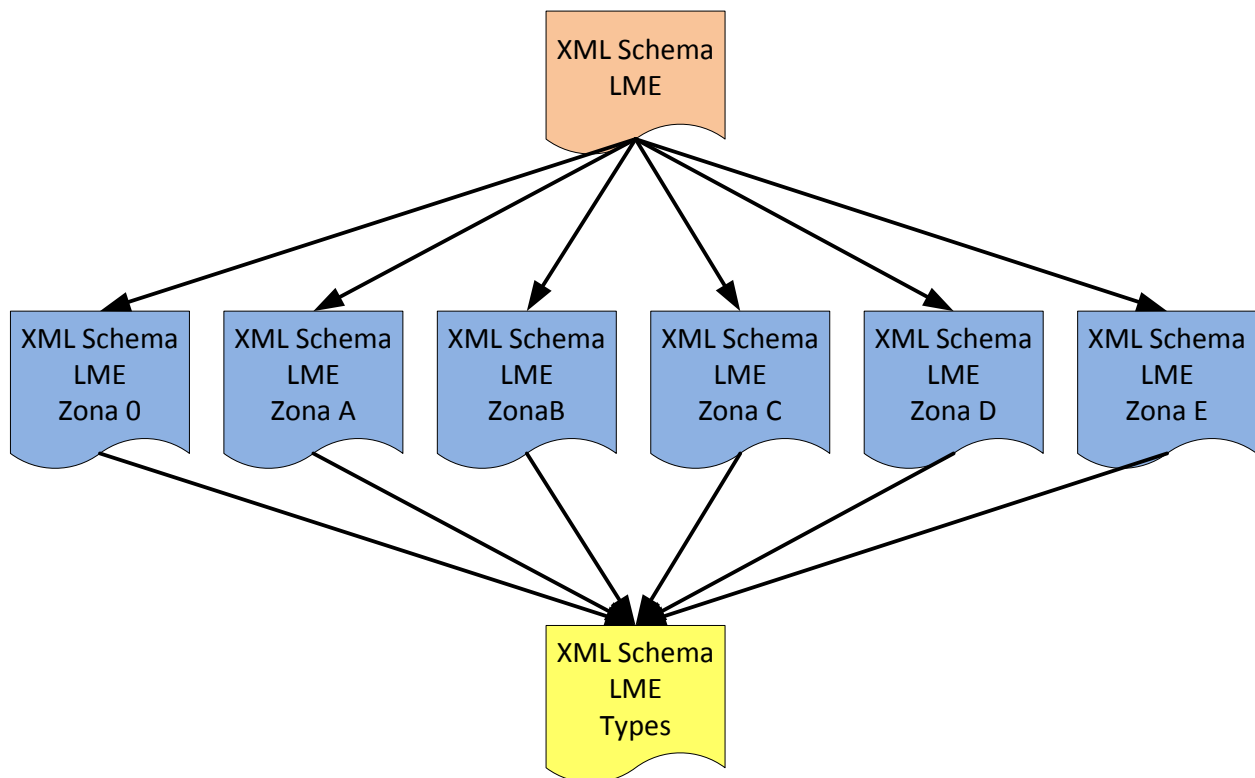 XML Schema
LME
XML Schema
LME
Zona 0
XML Schema
LME
Zona A
XML Schema
LME
ZonaB
XML Schema
LME
Zona C
XML Schema
LME
Zona D
XML Schema
LME
Zona E
XML Schema
LME
Types